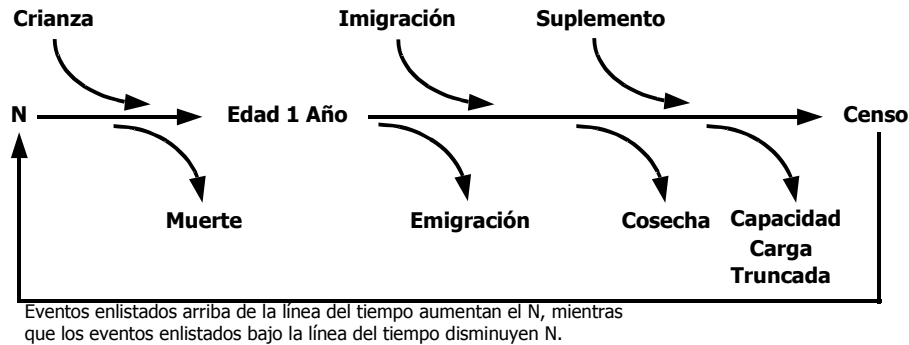 Crianza
Imigración
Suplemento
N
Edad 1 Año
Censo
Muerte
Emigración
Cosecha
Capacidad
Carga
Truncada
Eventos enlistados arriba de la línea del tiempo aumentan el N, mientras
que los eventos enlistados bajo la línea del tiempo disminuyen N.